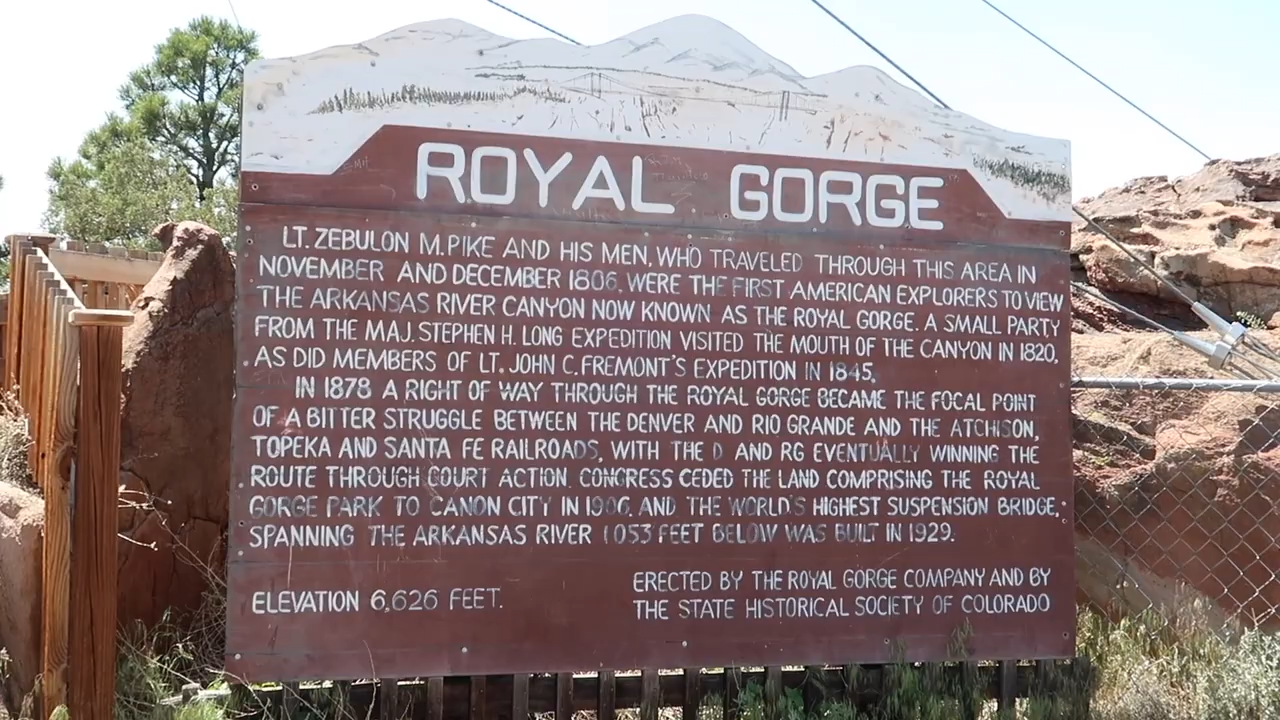 ROYAL GORGE
LT. ZEBULON M. PIKE AND HIS MEN, WHO TRAVELED THROUGH THIS AREA IN
NOVEMBER AND DECEMBER 1806, WERE THE FIRST AMERICAN EXPLORERS TO VIEW
THE ARKANSAS RIVER CANYON NOW KNOWN AS THE ROYAL GORGE. A SMALL PARTY
FROM THE MAJ. STEPHEN H. LONG EXPEDITION VISITED THE MOUTH OF THE CANYON IN 1820,
AS DID MEMBERS OF LT. JOHN C. FREMONT'S EXPEDITION IN 1845.
IN 1878 A RIGHT OF WAY THROUGH THE ROYAL GORGE BECAME THE FOCAL POINT
OF A BITTER STRUGGLE BETWEEN THE DENVER AND RIO GRANDE AND THE ATCHISON,
TOPEKA AND SANTA FE RAILROADS, WITH THE D AND RG EVENTUALLY WINNING THE
ROUTE THROUGH COURT ACTION. CONGRESS CEDED THE LAND COMPRISING THE ROYAL
GORGE PARK TO CANON CITY IN 1906, AND THE WORLD'S HIGHEST SUSPENSION BRIDGE,
SPANNING THE ARKANSAS RIVER 1053 FEET BELOW WAS BUILT IN 1929.
ELEVATION 6,626 FEET.
ERECTED BY THE ROYAL GORGE COMPANY AND BY
THE STATE HISTORICAL SOCIETY OF COLORADO